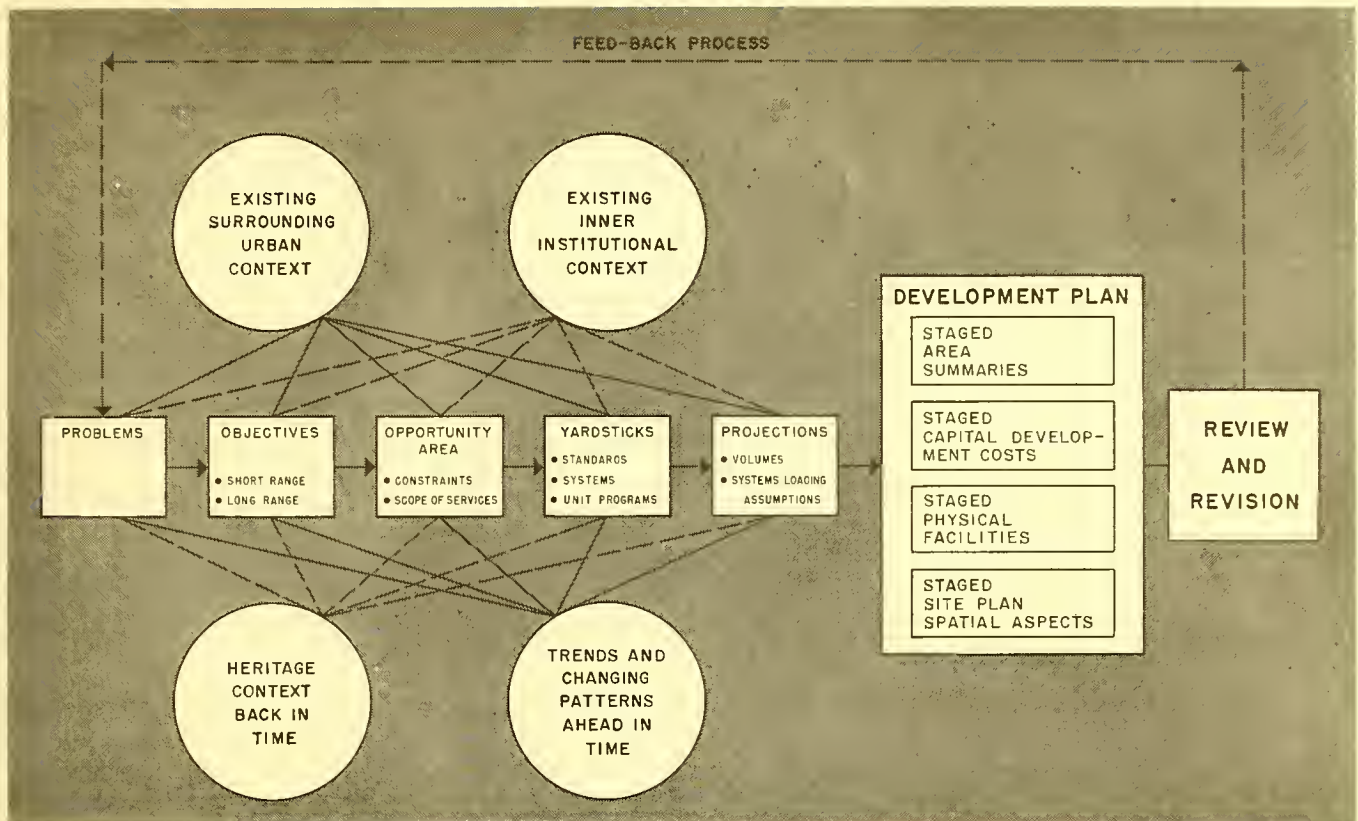 FEED-BACK PROCESS
EXISTING
SURROUNDING
URBAN
CONTEXT
EXISTING
INNER
INSTITUTIONAL
CONTEXT
PROBLEMS
OBJECTIVES
• SHORT RANGE
• LONG RANGE
OPPORTUNITY
AREA
• CONSTRAINTS
• SCOPE OF SERVICES
YARDSTICKS
• STANDARDS
• SYSTEMS
• UNIT PROGRAMS
PROJECTIONS
• VOLUMES
• SYSTEMS LOADING
ASSUMPTIONS
DEVELOPMENT PLAN
STAGED
AREA
SUMMARIES
STAGED
CAPITAL DEVELOP-
MENT COSTS
STAGED
PHYSICAL
FACILITIES
STAGED
SITE PLAN
SPATIAL ASPECTS
REVIEW
AND
REVISION
HERITAGE
CONTEXT
BACK IN
TIME
TRENDS AND
CHANGING
PATTERNS
AHEAD IN
TIME